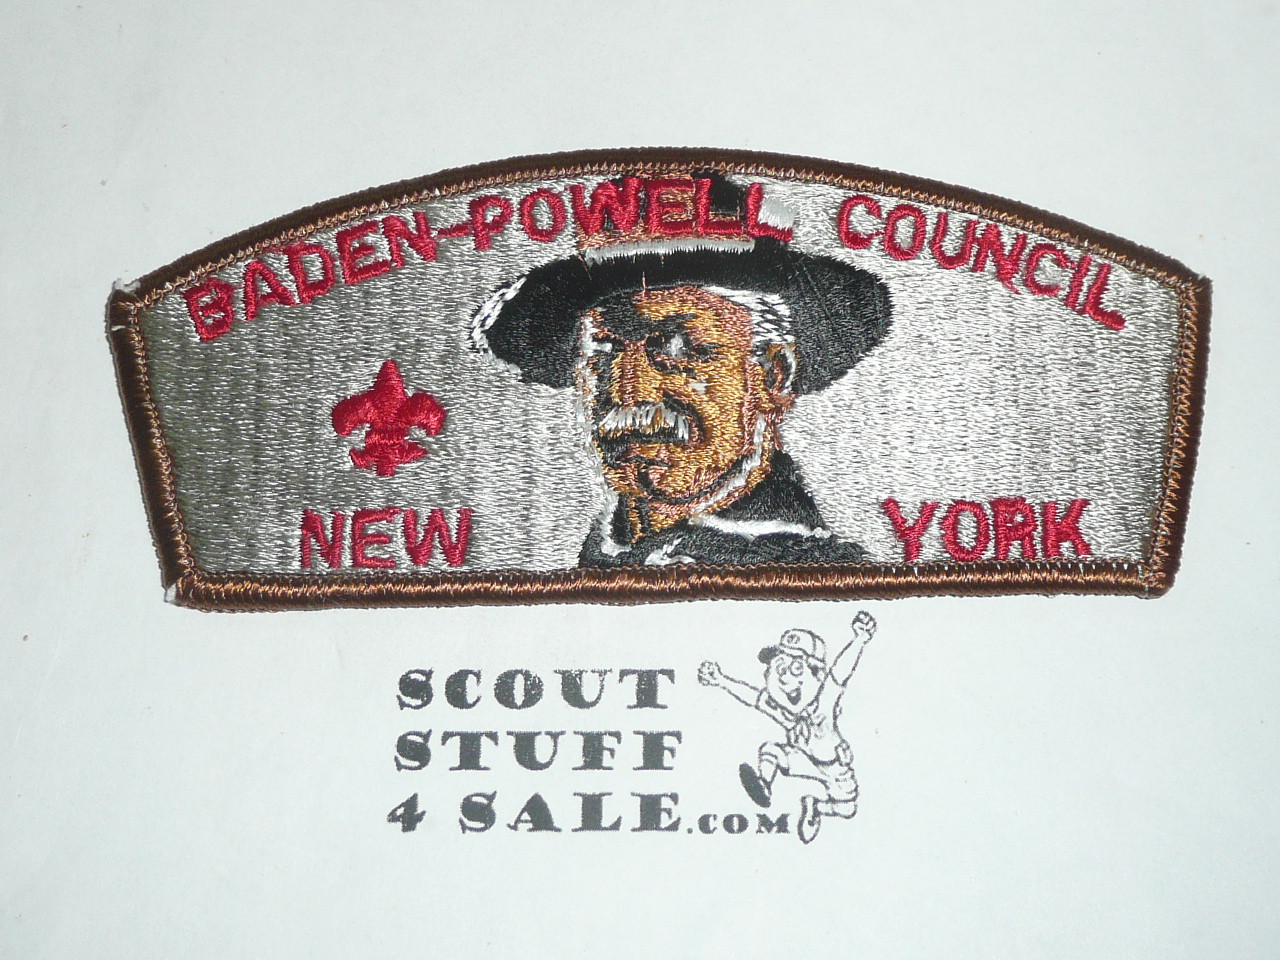 BADEN-POWELL COUNCIL
NEW YORK
SCOUT
STUFF
4 SALE.COM